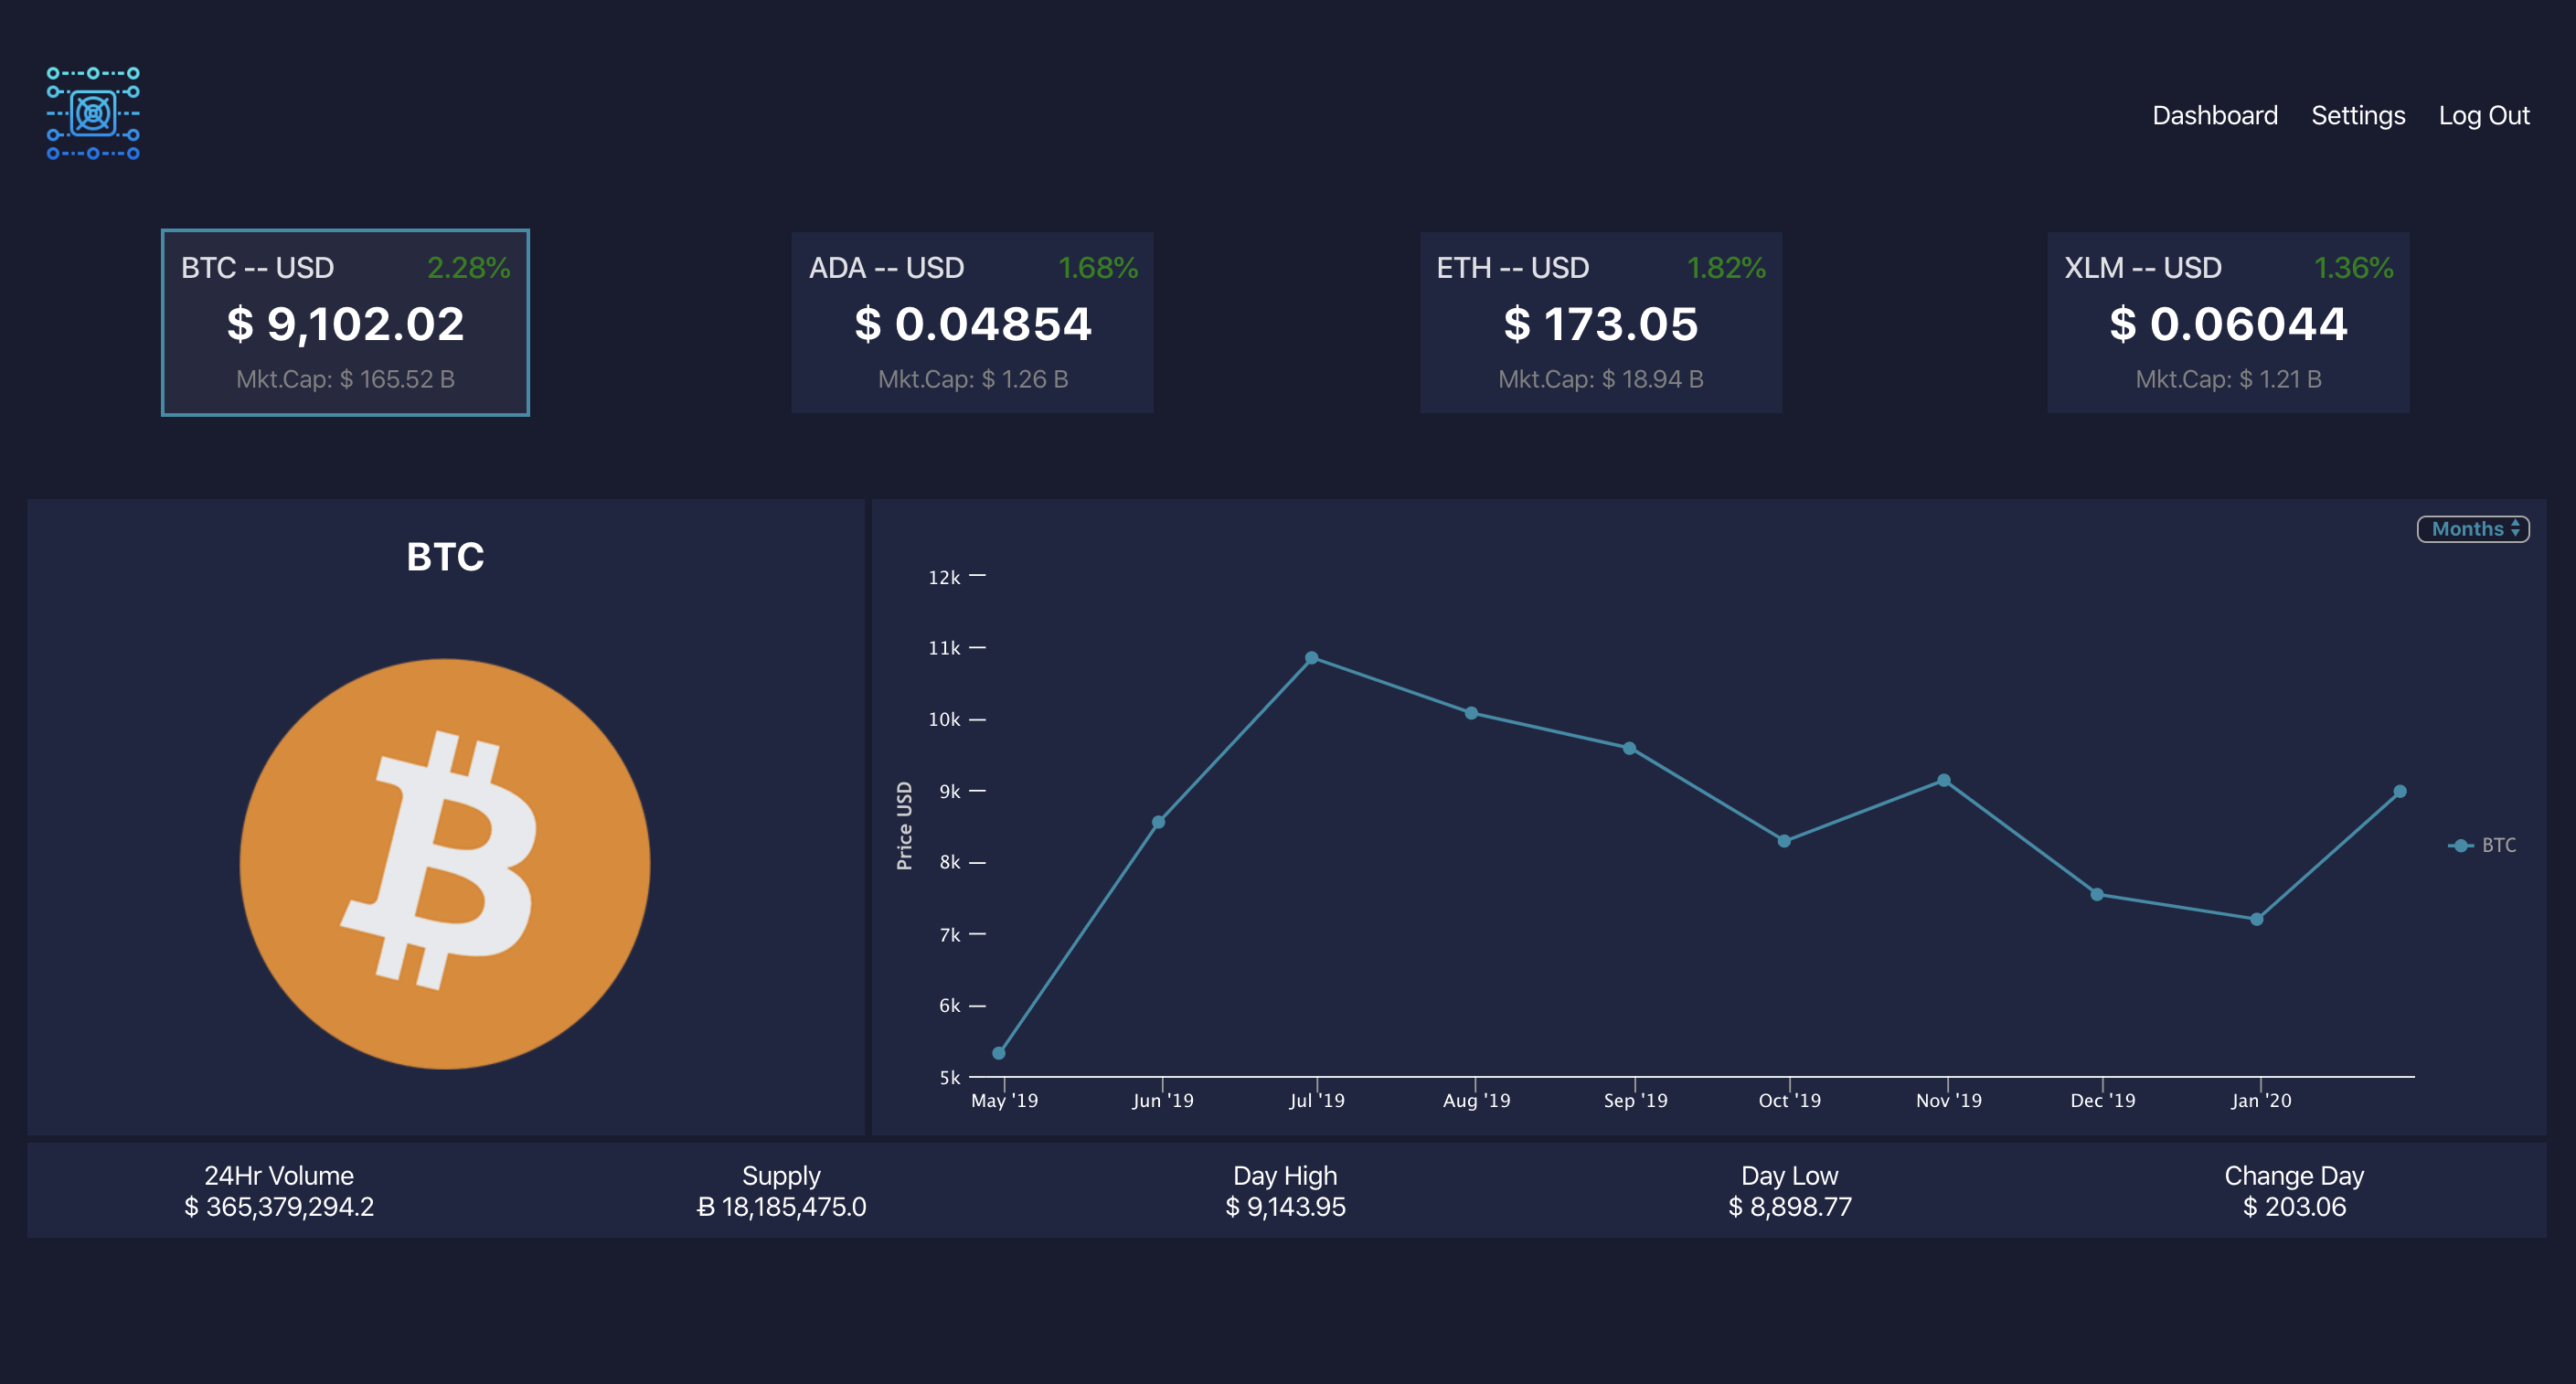 Dashboard Settings Log Out
BTC -- USD 2.28%
$ 9,102.02
Mkt.Cap: $ 165.52 B
ADA -- USD 1.68%
$ 0.04854
Mkt.Cap: $ 1.26 B
ETH -- USD 1.82%
$ 173.05
Mkt.Cap: $ 18.94 B
XLM -- USD 1.36%
$ 0.06044
Mkt.Cap: $ 1.21 B
BTC
Months
12k
11k
10k
9k
8k
7k
6k
5k
Price USD
May '19 Jun '19 Jul '19 Aug '19 Sep '19 Oct '19 Nov '19 Dec '19 Jan '20
BTC
24Hr Volume
$ 365,379,294.2
Supply
Ƀ 18,185,475.0
Day High
$ 9,143.95
Day Low
$ 8,898.77
Change Day
$ 203.06